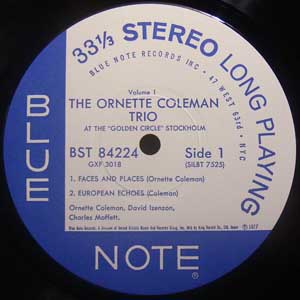 33⅓ STEREO LONG PLAYING
BLUE NOTE RECORDS INC • 47 WEST 63rd • NYC
Volume 1
THE ORNETTE COLEMAN
TRIO
AT THE "GOLDEN CIRCLE" STOCKHOLM
BST 84224
Side 1
GXF 3018
(SILBT 7525)
1. FACES AND PLACES (Ornette Coleman)
2. EUROPEAN ECHOES (Coleman)
Ornette Coleman, David Izenzon,
Charles Moffett.
BLUE
NOTE
Ⓟ